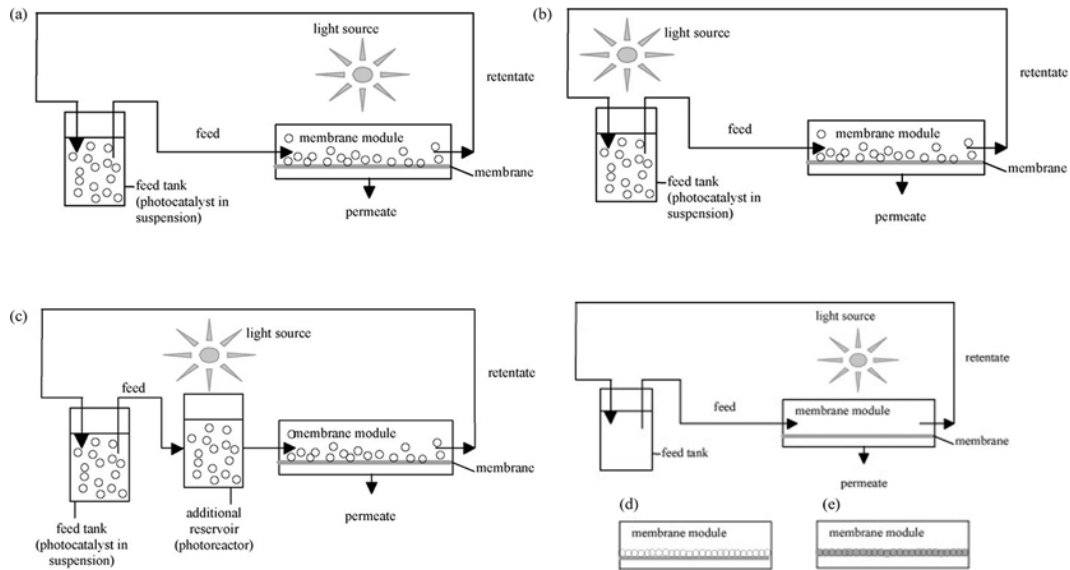 (a)
light source
retentate
feed
membrane module
membrane
feed tank
(photocatalyst in
suspension)
permeate
(b)
light source
retentate
feed
membrane module
membrane
feed tank
(photocatalyst in
suspension)
permeate
(c)
light source
retentate
feed
membrane module
membrane
permeate
feed tank
(photocatalyst in
suspension)
additional
reservoir
(photoreactor)
light source
retentate
feed
membrane module
membrane
feed tank
permeate
(d)
membrane module
(e)
membrane module